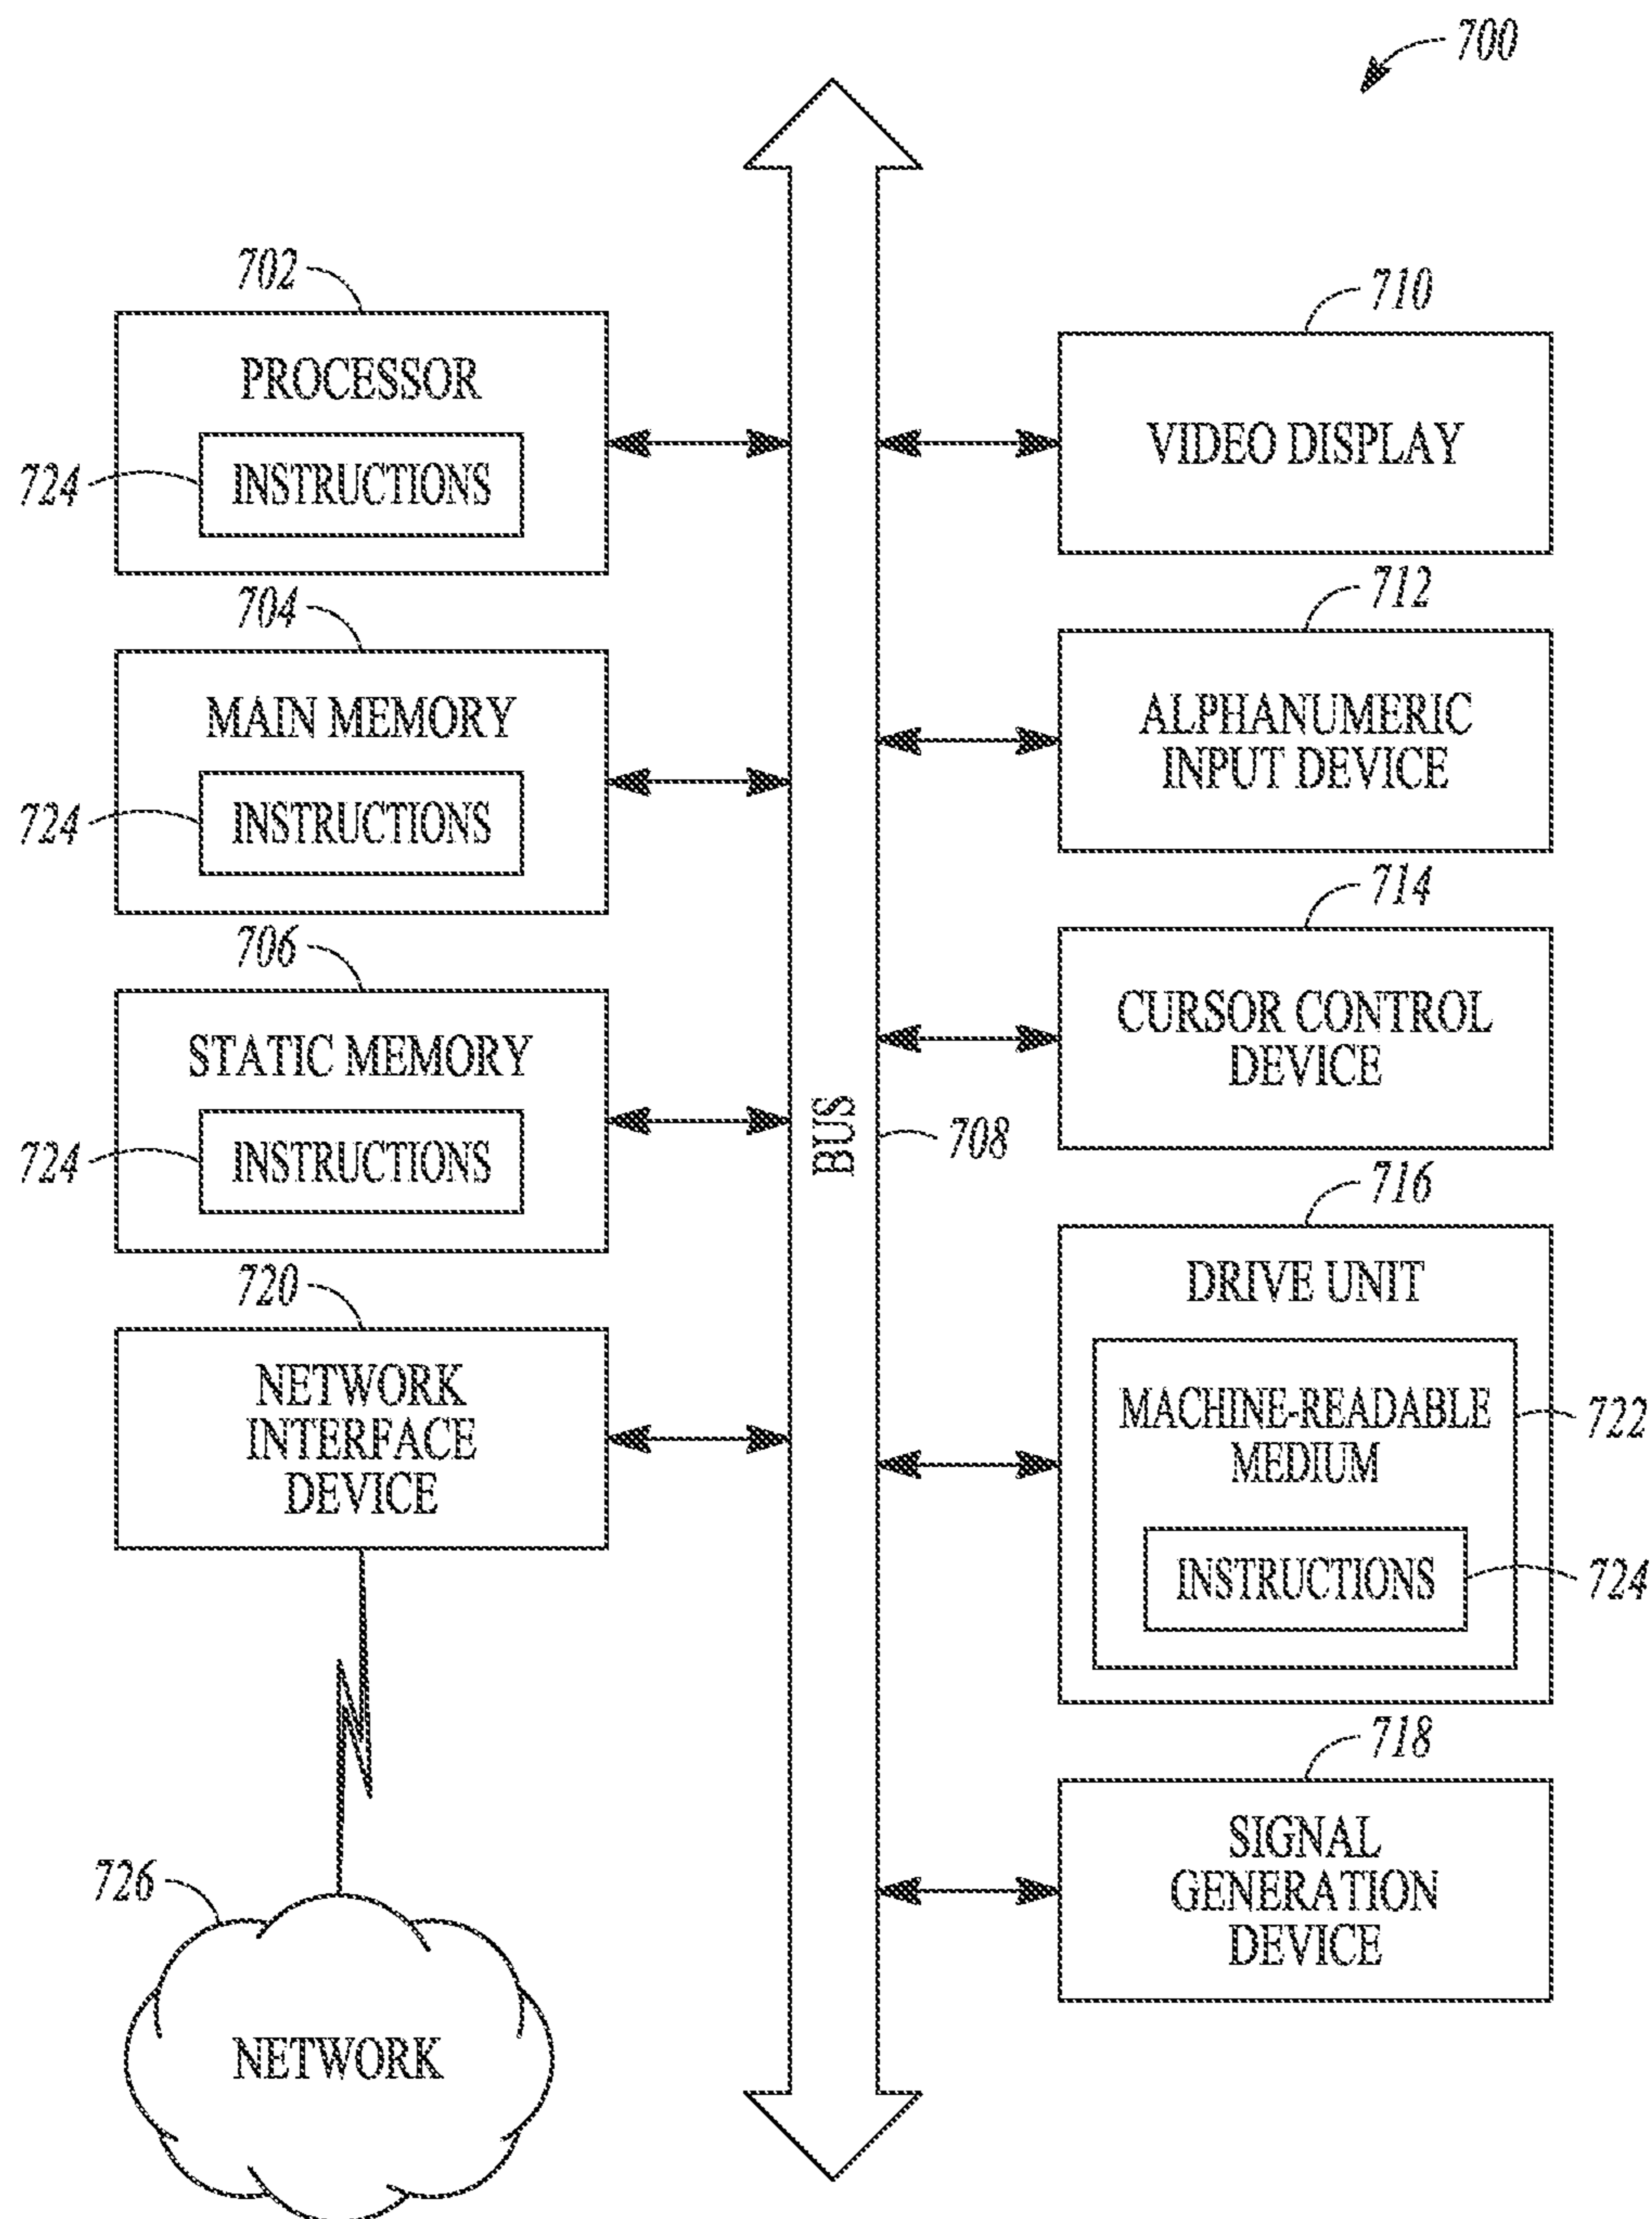 700
702
PROCESSOR
724
INSTRUCTIONS
704
MAIN MEMORY
724
INSTRUCTIONS
706
STATIC MEMORY
724
INSTRUCTIONS
720
NETWORK
INTERFACE
DEVICE
726
NETWORK
BUS
708
710
VIDEO DISPLAY
712
ALPHANUMERIC
INPUT DEVICE
714
CURSOR CONTROL
DEVICE
716
DRIVE UNIT
MACHINE-READABLE
MEDIUM
722
INSTRUCTIONS
724
718
SIGNAL
GENERATION
DEVICE